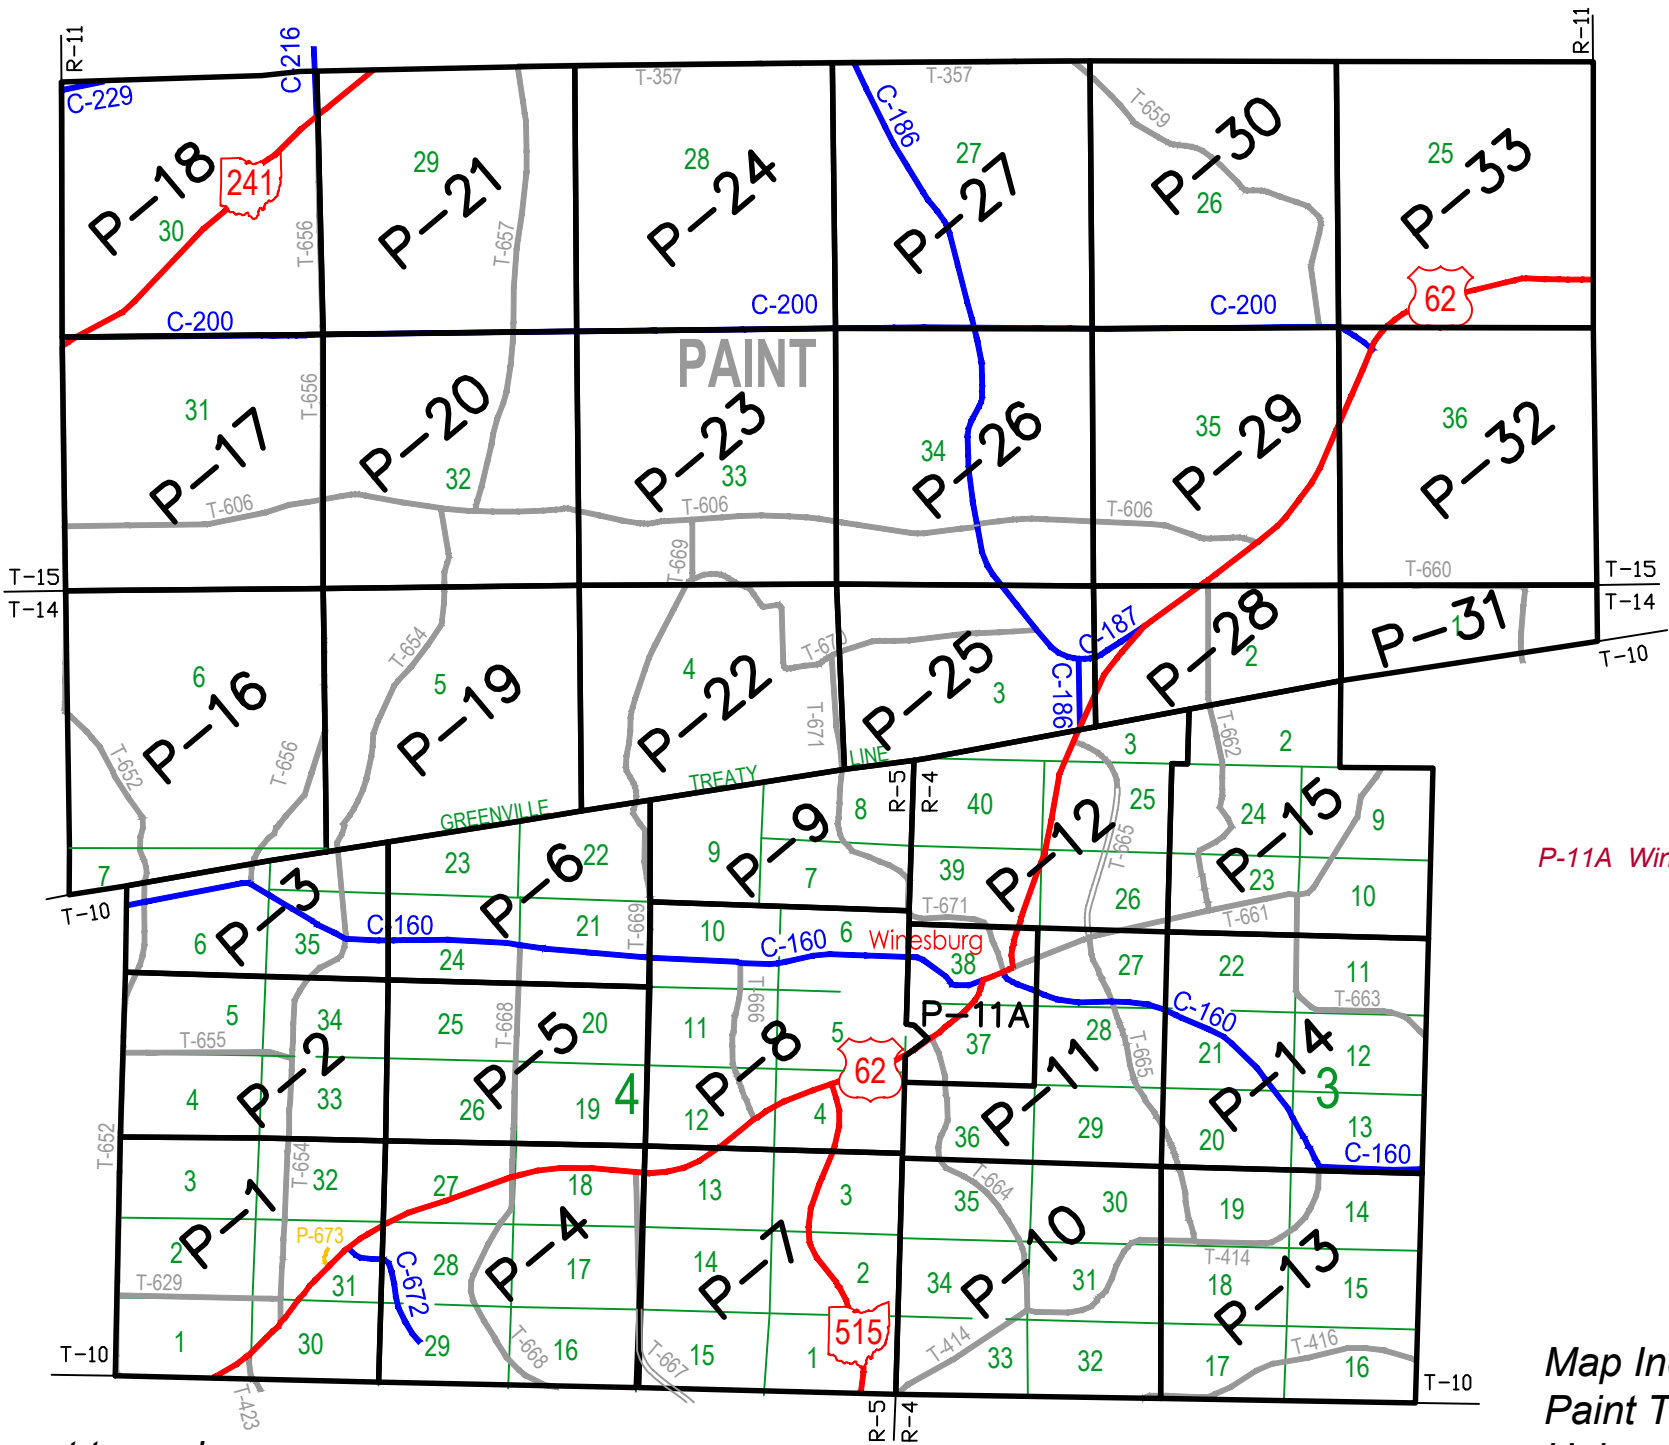 R-11
C-216
R-11
C-229
T-357
T-357
C-186
T-659
P-18
241
30
29
P-21
28
P-24
27
P-27
P-30
26
25
P-33
T-656
T-657
62
C-200
C-200
C-200
PAINT
31
T-656
P-17
P-20
32
P-23
33
34
P-26
35
P-29
36
P-32
T-606
T-606
T-606
T-669
T-660
T-15
T-14
T-15
T-14
T-10
6
P-16
T-654
5
P-19
4
P-22
T-670
T-671
P-25
3
C-187
C-186
P-28
2
P-31
1
T-652
T-656
GREENVILLE
TREATY
LINE
R-5
R-4
3
T-662
2
7
T-10
23
P-6
22
8
9
P-9
7
40
39
P-12
25
T-665
26
24
P-15
23
9
10
P-11A Win
6
P-3
35
C-160
24
21
T-669
10
C-160
6
Winesburg
T-671
38
T-661
27
22
11
T-663
5
34
T-655
P-2
4
33
25
T-668
P-5
20
26
19
4
11
T-666
P-8
5
12
4
62
P-11A
37
28
P-11
T-665
36
29
C-160
21
P-14
12
3
20
13
C-160
T-652
3
T-654
32
P-1
2
P-673
31
T-629
1
30
27
18
28
P-4
17
C-672
29
T-668
16
13
3
14
P-7
2
T-667
15
1
515
35
T-664
30
34
P-10
31
T-414
33
32
19
14
T-414
18
P-13
15
17
T-416
16
T-10
T-10
T-423
R-5
R-4
Map In
Paint T